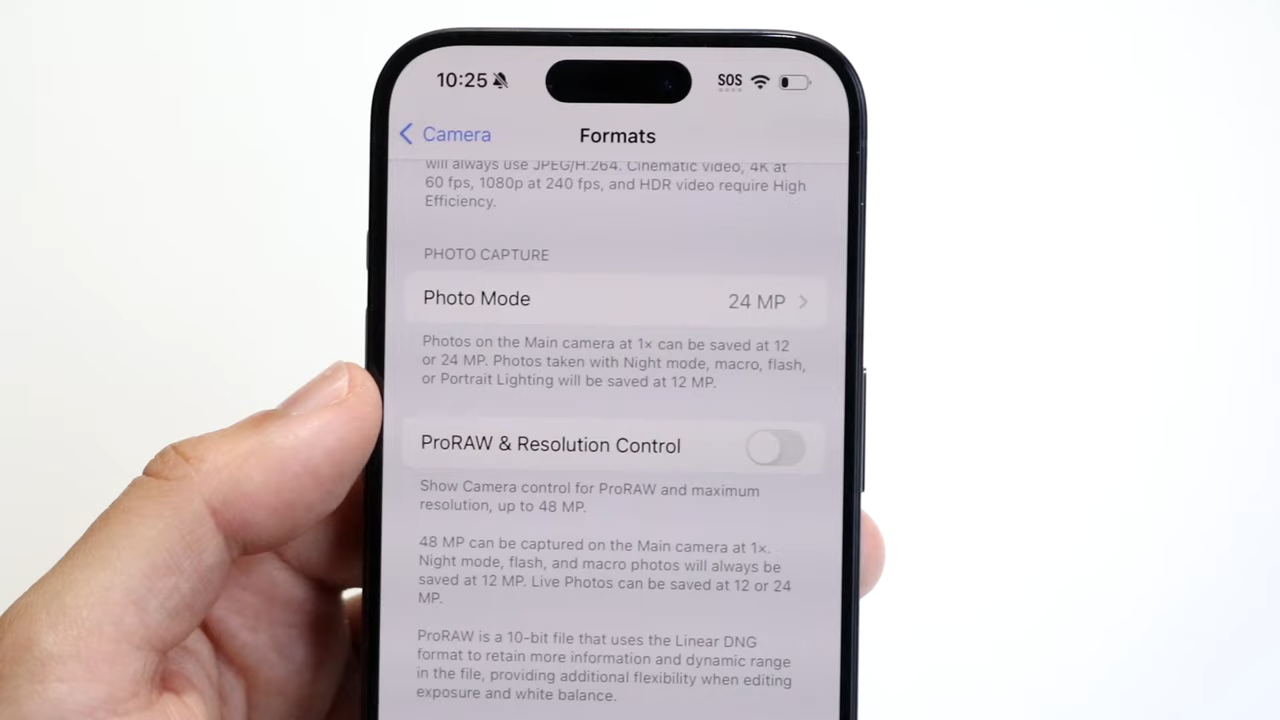 10:25
SOS
Camera
Formats
will always use JPEG/H.264. Cinematic video, 4K at
60 fps, 1080p at 240 fps, and HDR video require High
Efficiency.
PHOTO CAPTURE
Photo Mode
24 MP
Photos on the Main camera at 1× can be saved at 12
or 24 MP. Photos taken with Night mode, macro, flash,
or Portrait Lighting will be saved at 12 MP.
ProRAW & Resolution Control
Show Camera control for ProRAW and maximum
resolution, up to 48 MP.
48 MP can be captured on the Main camera at 1×.
Night mode, flash, and macro photos will always be
saved at 12 MP. Live Photos can be saved at 12 or 24
MP.
ProRAW is a 10-bit file that uses the Linear DNG
format to retain more information and dynamic range
in the file, providing additional flexibility when editing
exposure and white balance.